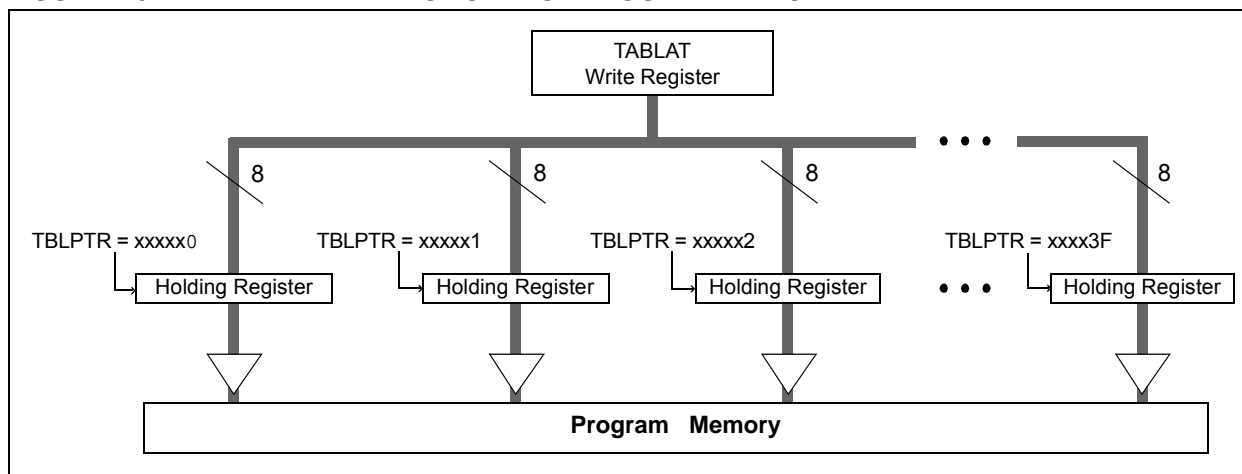 TABLAT
Write Register
8
8
8
8
TBLPTR = xxxxx0
TBLPTR = xxxxx1
TBLPTR = xxxxx2
TBLPTR = xxxx3F
Holding Register
Holding Register
Holding Register
Holding Register
Program Memory